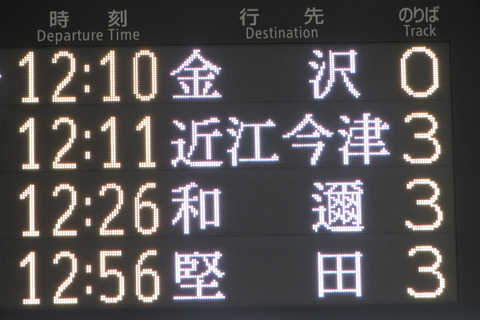 時刻 行先 のりば
Departure Time Destination Track
12:10 金沢 0
12:11 近江今津 3
12:26 和邇 3
12:56 堅田 3